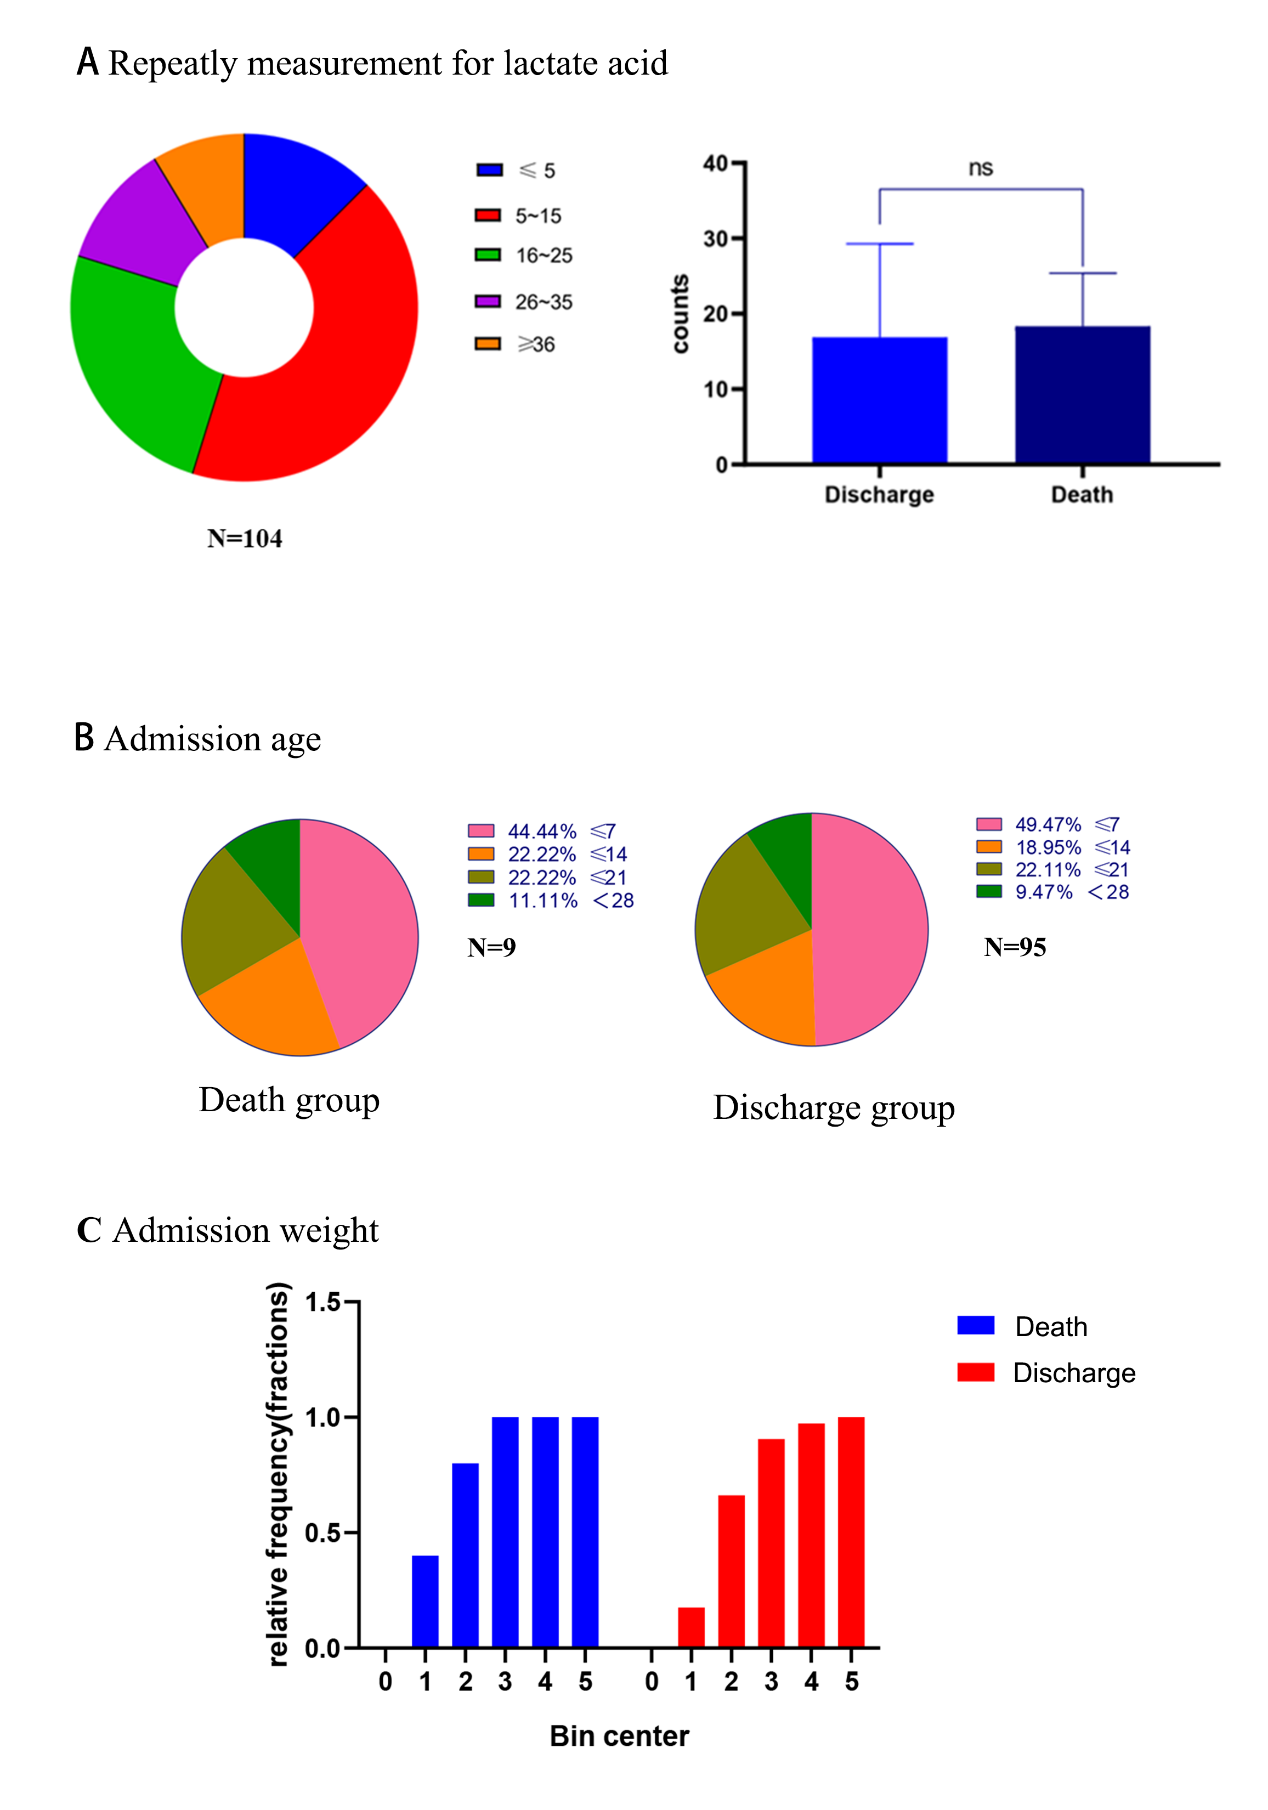 A Repeatly measurement for lactate acid
⩽ 5
5~15
16~25
26~35
⩾36
N=104
40
30
20
10
0
counts
ns
Discharge
Death
B Admission age
44.44% ⩽7
22.22% ⩽14
22.22% ⩽21
11.11% <28
N=9
Death group
49.47% ⩽7
18.95% ⩽14
22.11% ⩽21
9.47% <28
N=95
Discharge group
C Admission weight
relative frequency(fractions)
1.5
1.0
0.5
0.0
0 1 2 3 4 5 0 1 2 3 4 5
Bin center
Death
Discharge